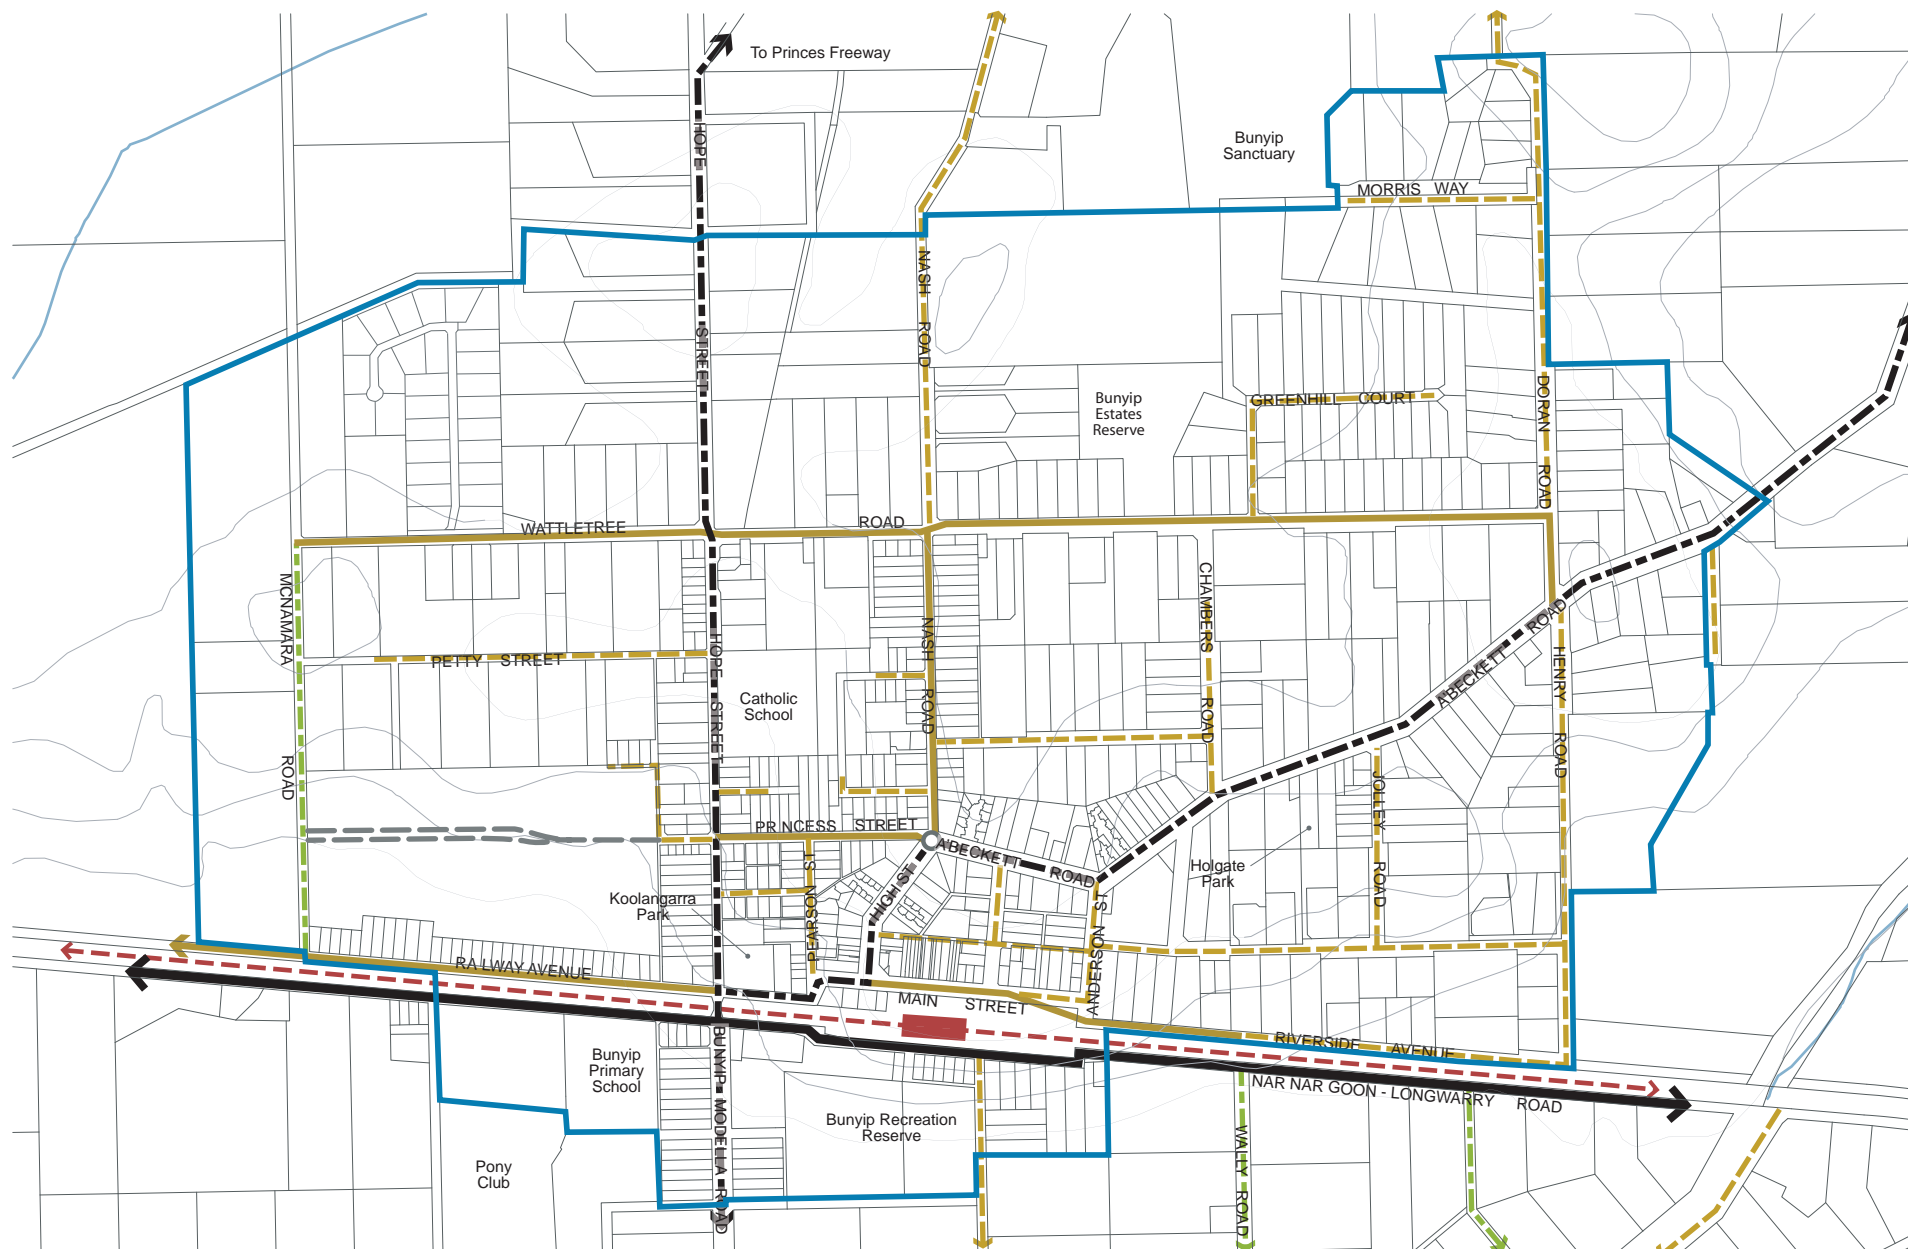 To Princes Freeway
HOPE
STREET
Bunyip
Sanctuary
MORRIS WAY
NASH
ROAD
Bunyip
Estates
Reserve
GREENHILL COURT
DORAN
ROAD
WATTLETREE
ROAD
MCNAMARA
ROAD
PETTY STREET
HOPE
STREET
Catholic
School
NASH
ROAD
CHAMBERS
ROAD
A'BECKETT
ROAD
HENRY
ROAD
PRINCESS STREET
A'BECKETT
ROAD
JOLLEY
ROAD
Holgate
Park
Koolangarra
Park
PEARSON ST
HIGH ST
ANDERSON ST
RAILWAY AVENUE
MAIN STREET
RIVERSIDE AVENUE
NAR NAR GOON - LONGWARRY ROAD
Bunyip
Primary
School
BUNYIP- MODELLA ROAD
Bunyip Recreation
Reserve
WALLY
ROAD
Pony
Club